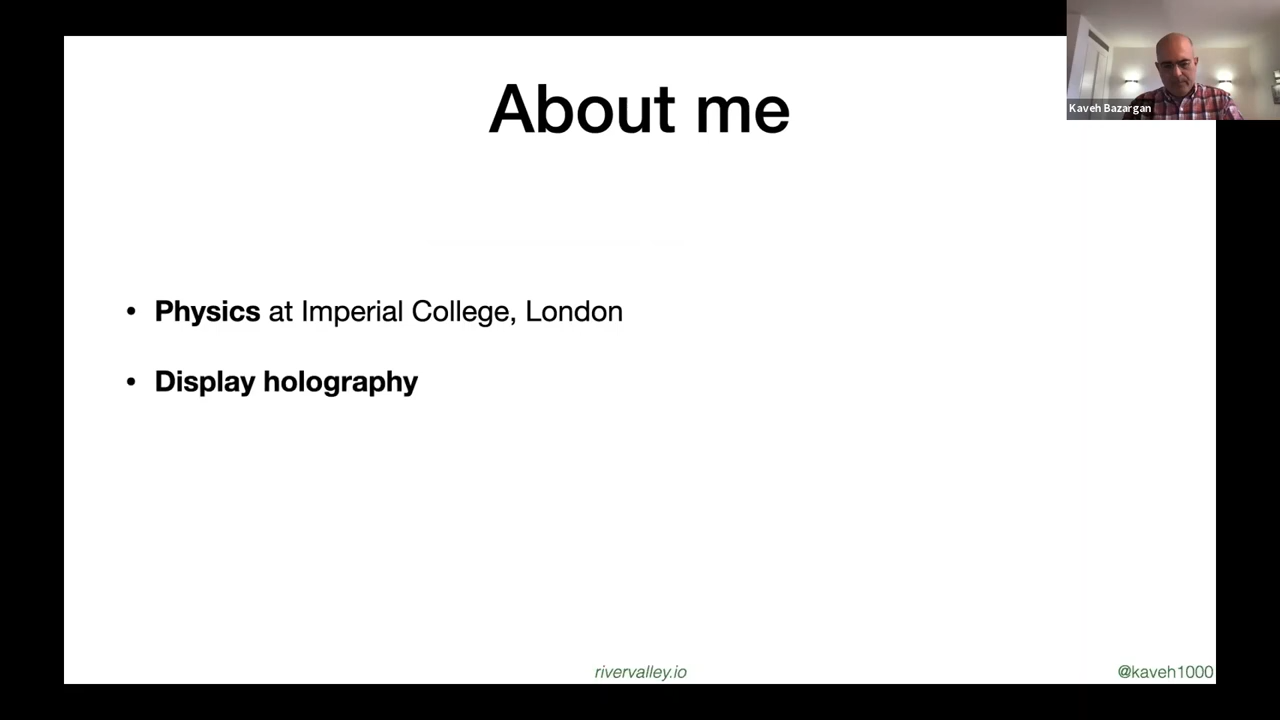 About me
Kaveh Bazargan
• Physics at Imperial College, London
• Display holography
rivervalley.io
@kaveh1000